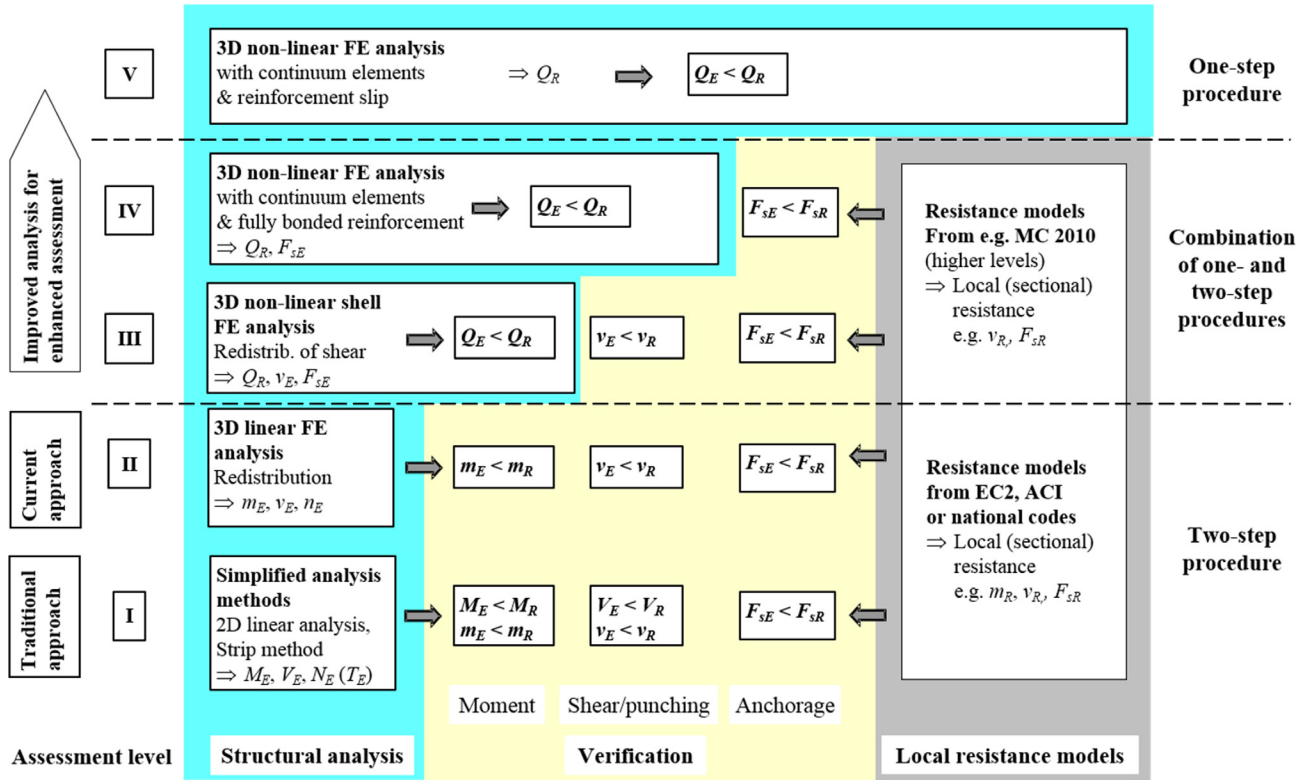 3D non-linear FE analysis
with continuum elements
& reinforcement slip
⇒ Q_R
Q_E < Q_R
V
One-step
procedure
Improved analysis for
enhanced assessment
IV
3D non-linear FE analysis
with continuum elements
& fully bonded reinforcement
⇒ Q_R, F_sE
Q_E < Q_R
F_sE < F_sR
Resistance models
From e.g. MC 2010
(higher levels)
⇒ Local (sectional)
resistance
e.g. v_R,, F_sR
Combination
of one- and
two-step
procedures
III
3D non-linear shell
FE analysis
Redistrib. of shear
⇒ Q_R, v_E, F_sE
Q_E < Q_R
v_E < v_R
F_sE < F_sR
Current
approach
II
3D linear FE
analysis
Redistribution
⇒ m_E, v_E, n_E
m_E < m_R
v_E < v_R
F_sE < F_sR
Resistance models
from EC2, ACI
or national codes
⇒ Local (sectional)
resistance
e.g. m_R, v_R,, F_sR
Two-step
procedure
Traditional
approach
I
Simplified analysis
methods
2D linear analysis,
Strip method
⇒ M_E, V_E, N_E (T_E)
M_E < M_R
m_E < m_R
V_E < V_R
v_E < v_R
F_sE < F_sR
Moment
Shear/punching
Anchorage
Assessment level
Structural analysis
Verification
Local resistance models